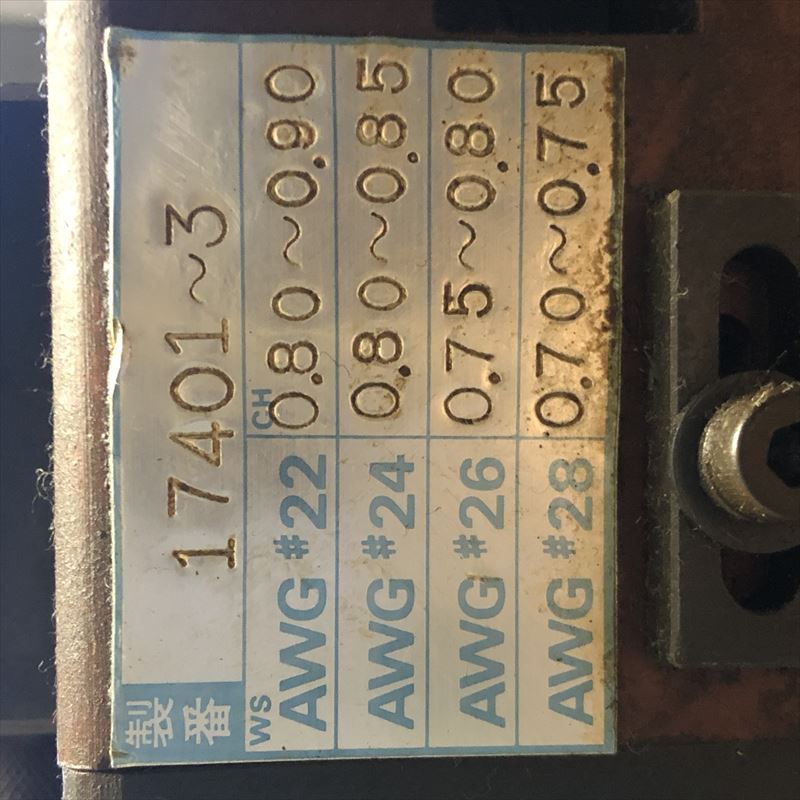 製番 17401~3
WS CH
AWG #22 0.80~0.90
AWG #24 0.80~0.85
AWG #26 0.75~0.80
AWG #28 0.70~0.75